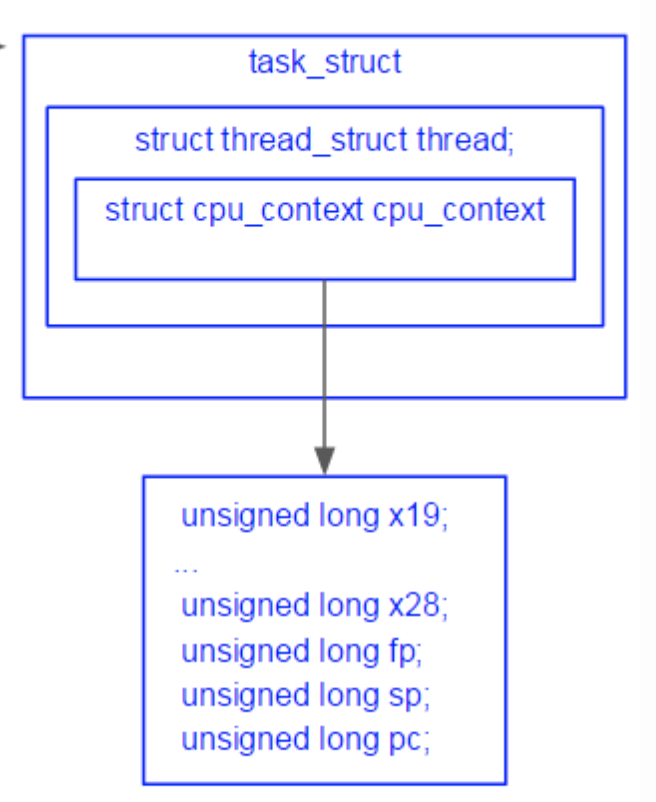 task_struct
struct thread_struct thread;
struct cpu_context cpu_context
unsigned long x19;
...
unsigned long x28;
unsigned long fp;
unsigned long sp;
unsigned long pc;